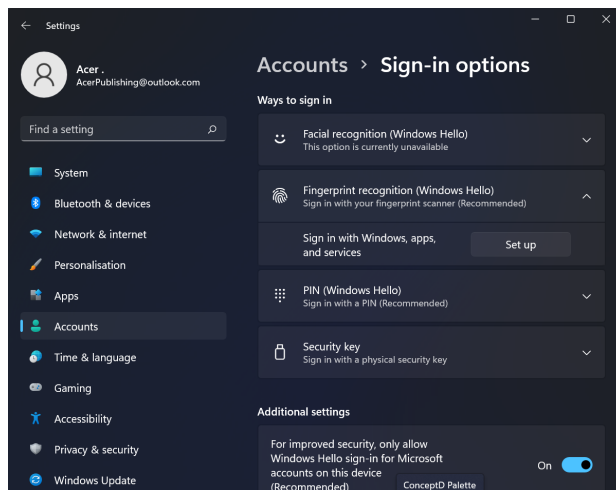 Settings
Acer .
AcerPublishing@outlook.com
Find a setting
System
Bluetooth & devices
Network & internet
Personalisation
Apps
Accounts
Time & language
Gaming
Accessibility
Privacy & security
Windows Update
Accounts > Sign-in options
Ways to sign in
Facial recognition (Windows Hello)
This option is currently unavailable
Fingerprint recognition (Windows Hello)
Sign in with your fingerprint scanner (Recommended)
Sign in with Windows, apps,
and services
Set up
PIN (Windows Hello)
Sign in with a PIN (Recommended)
Security key
Sign in with a physical security key
Additional settings
For improved security, only allow
Windows Hello sign-in for Microsoft
accounts on this device
(Recommended)
On
ConceptD Palette